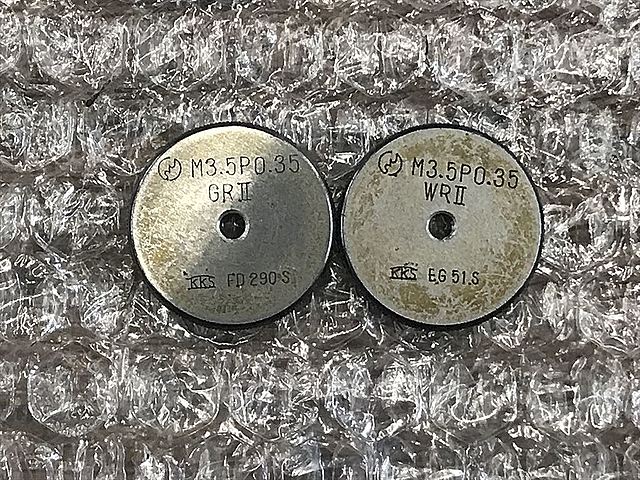 M3.5P0.35
GRⅡ
KKS FD 290 S
M3.5P0.35
WRⅡ
KKS EG 51.S